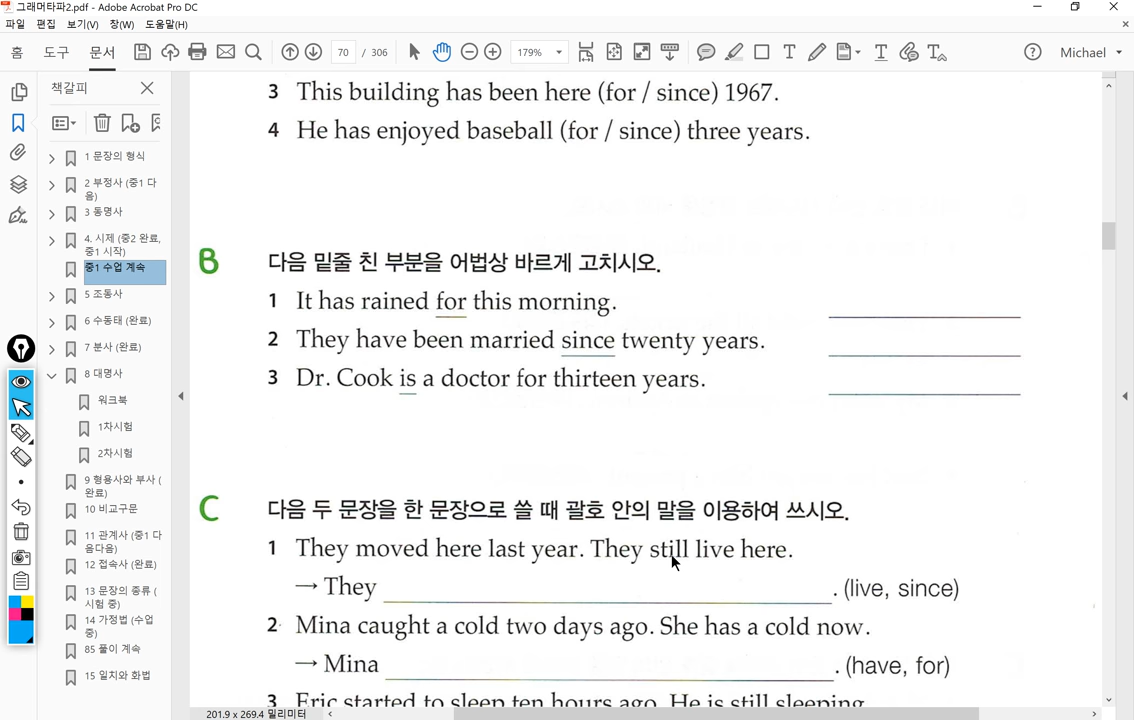 그래머타파2.pdf - Adobe Acrobat Pro DC
파일 편집 보기(V) 창(W) 도움말(H)
홈 도구 문서 70 / 306 179% Michael
책갈피
1 문장의 형식
2 부정사 (중1 다
음)
3 동명사
4. 시제 (중2 완료,
중1 시작)
중1 수업 계속
5 조동사
6 수동태 (완료)
7 분사 (완료)
8 대명사
워크북
1차시험
2차시험
9 형용사와 부사 (
완료)
10 비교구문
11 관계사 (중1 다
음다음)
12 접속사 (완료)
13 문장의 종류 (
시험 중)
14 가정법 (수업
중)
85 풀이 계속
15 일치와 화법
3 This building has been here (for / since) 1967.
4 He has enjoyed baseball (for / since) three years.
B 다음 밑줄 친 부분을 어법상 바르게 고치시오.
1 It has rained for this morning.
2 They have been married since twenty years.
3 Dr. Cook is a doctor for thirteen years.
C 다음 두 문장을 한 문장으로 쓸 때 괄호 안의 말을 이용하여 쓰시오.
1 They moved here last year. They still live here.
→ They . (live, since)
2 Mina caught a cold two days ago. She has a cold now.
→ Mina . (have, for)
3 Eric started to sleep ten hours ago. He is still sleeping.
201.9 x 269.4 밀리미터